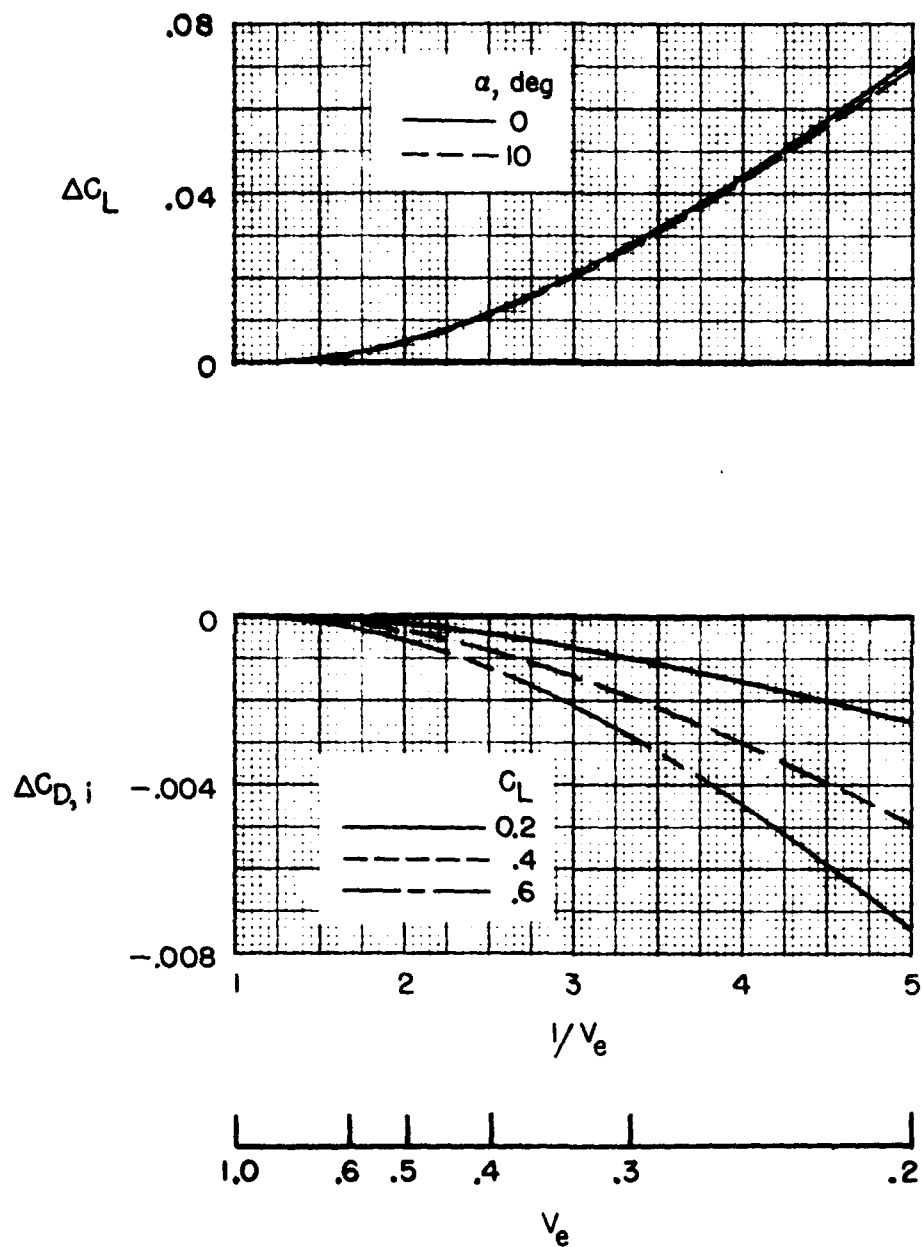 .08
α, deg
0
10
ΔC_L
.04
0
0
ΔC_D,i
-.004
C_L
0.2
.4
.6
-.008
1 2 3 4 5
1/V_e
1.0 .6 .5 .4 .3 .2
V_e